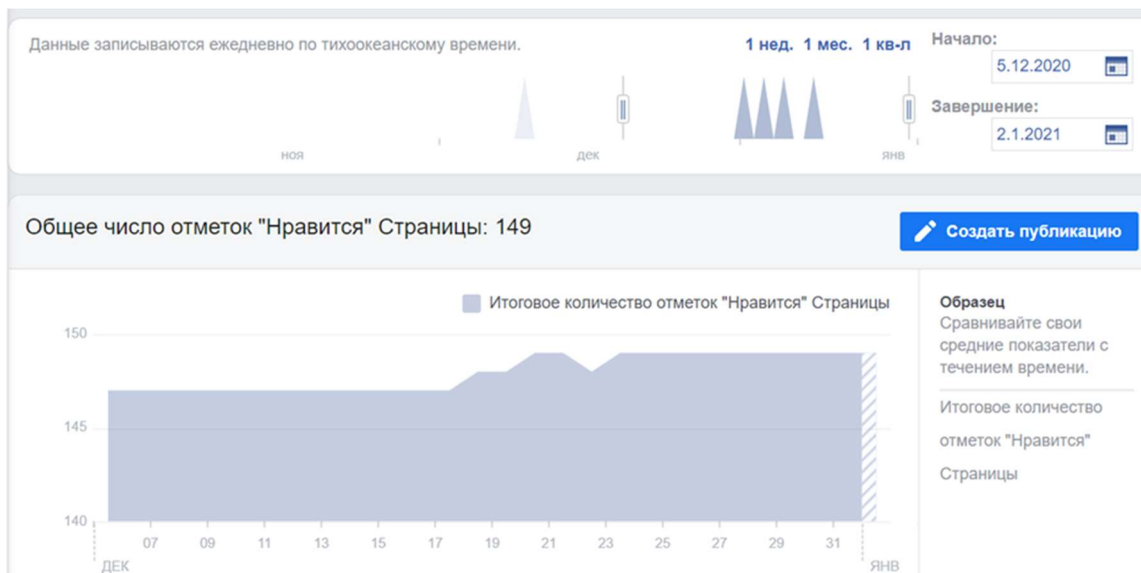 Данные записываются ежедневно по тихоокеанскому времени.
1 нед. 1 мес. 1 кв-л
Начало:
5.12.2020
Завершение:
2.1.2021
ноя
дек
янв
Общее число отметок "Нравится" Страницы: 149
Создать публикацию
Итоговое количество отметок "Нравится" Страницы
150
145
140
07 09 11 13 15 17 19 21 23 25 27 29 31
ДЕК
ЯНВ
Образец
Сравнивайте свои
средние показатели с
течением времени.
Итоговое количество
отметок "Нравится"
Страницы